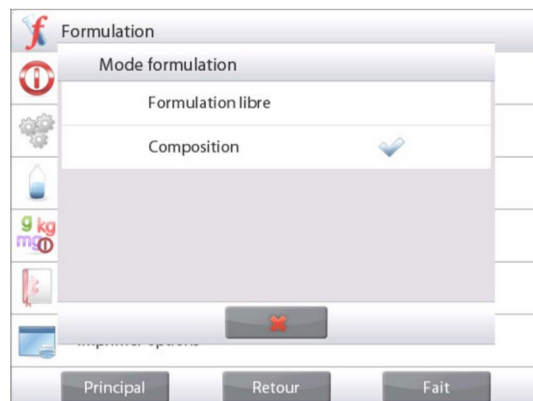 Formulation
Mode formulation
Formulation libre
Composition
g kg
mg
Principal
Retour
Fait